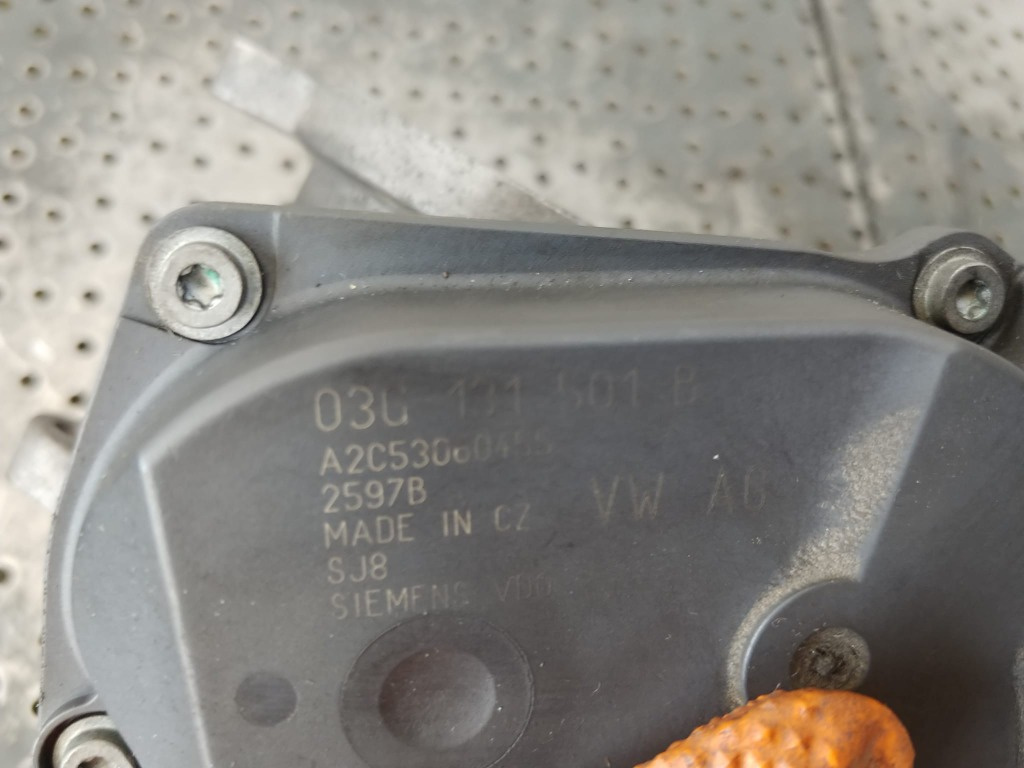 03G 131 501 B
A2C53060455
2597B
MADE IN CZ VW AG
SJ8
SIEMENS VDO